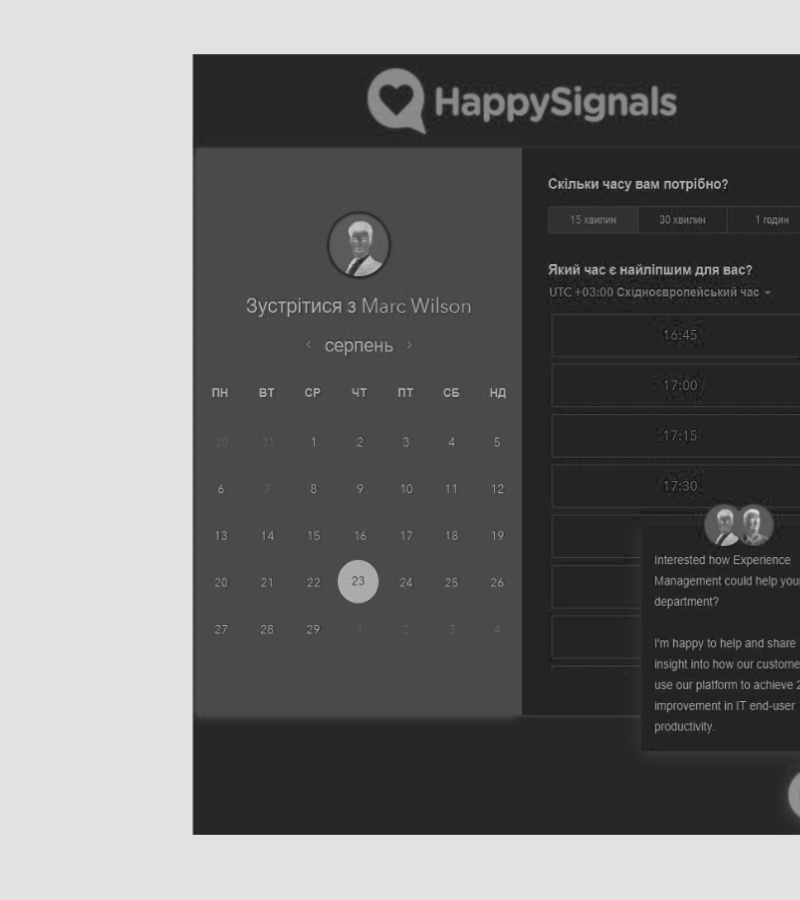 HappySignals
Зустрітися з Marc Wilson
‹ серпень ›
ПН ВТ СР ЧТ ПТ СБ НД
30 31 1 2 3 4 5
6 7 8 9 10 11 12
13 14 15 16 17 18 19
20 21 22 23 24 25 26
27 28 29 1 2 3 4
Скільки часу вам потрібно?
15 хвилин 30 хвилин 1 годин
Який час є найліпшим для вас?
UTC +03:00 Східноєвропейський час
16:45
17:00
17:15
17:30
Interested how Experience
Management could help your
department?
I'm happy to help and share
insight into how our custome
use our platform to achieve 2
improvement in IT end-user
productivity.